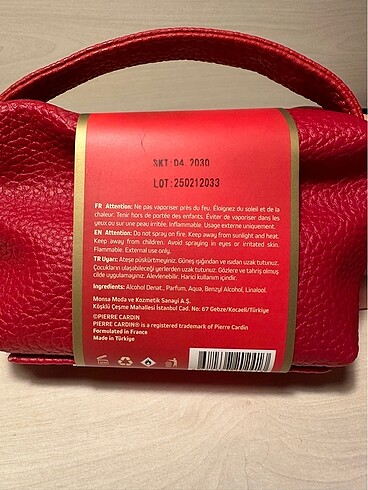 SKT:04.2030
LOT:250212033
FR Attention: Ne pas vaporiser près du feu. Éloignez du soleil et de la
chaleur. Tenir hors de portée des enfants. Éviter de vaporiser dans les
yeux ou sur une peau irritée. Inflammable. Usage externe uniquement.
EN Attention: Do not spray on fire. Keep away from sunlight and heat.
Keep away from children. Avoid spraying in eyes or irritated skin.
Flammable. External use only.
TR Uyarı: Ateşe püskürtmeyiniz. Güneş ışığından ve ısıdan uzak tutunuz.
Çocukların ulaşabileceği yerlerden uzak tutunuz. Gözlere ve tahriş olmuş
cilde uygulamayınız. Alevlenebilir. Harici kullanım içindir.
Ingredients: Alcohol Denat., Parfum, Aqua, Benzyl Alcohol, Linalool.
Monsa Moda ve Kozmetik Sanayi A.S.
Köşklü Çeşme Mahallesi İstanbul Cad. No: 67 Gebze/Kocaeli/Türkiye
©PIERRE CARDIN
PIERRE CARDIN® is a registered trademark of Pierre Cardin
Formulated in France
Made in Türkiye